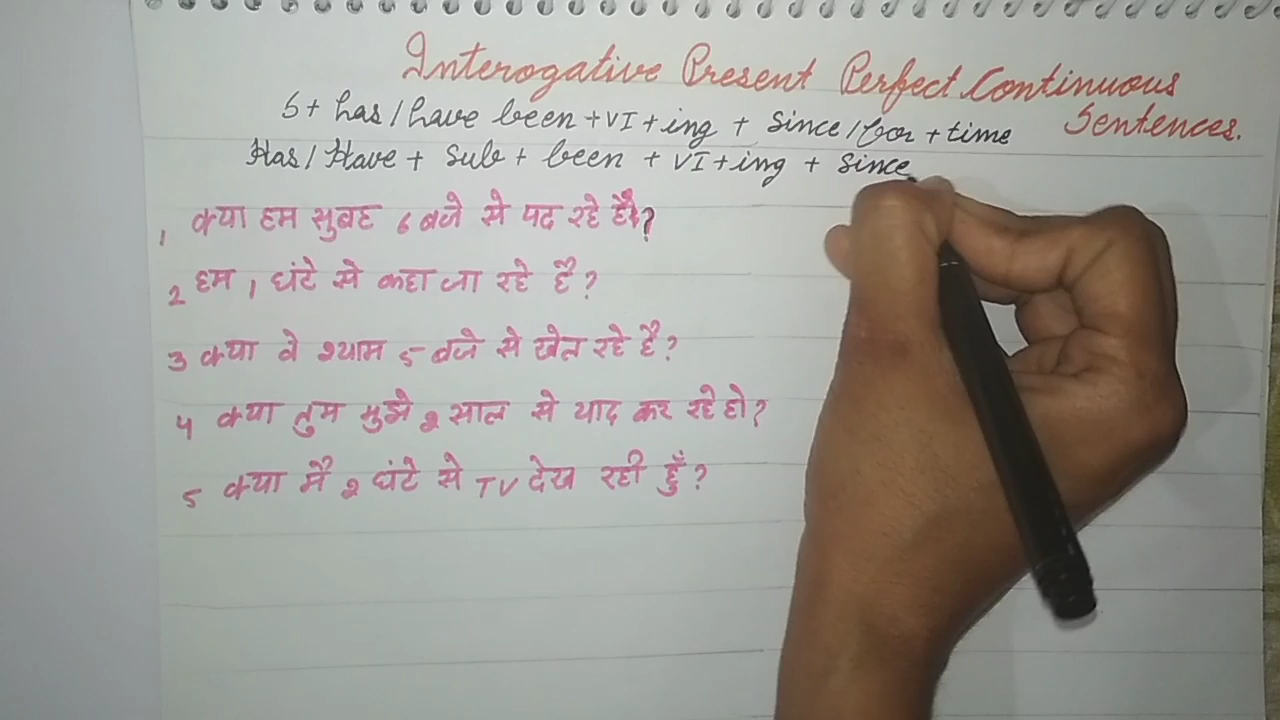 Interogative Present Perfect Continuous
Sentences.
S + has/have been + VI + ing + Since/for + time
Has/Have + Sub + been + VI + ing + Since
1 क्या हम सुबह 6 बजे से पढ रहे हैं?
2 हम 1 घंटे से कहा जा रहे है?
3 क्या वे श्याम 5 बजे से खेल रहे है?
4 क्या तुम मुझे 2 साल से याद कर रहे हो?
5 क्या मै 2 घंटे से TV देख रही हुँ?